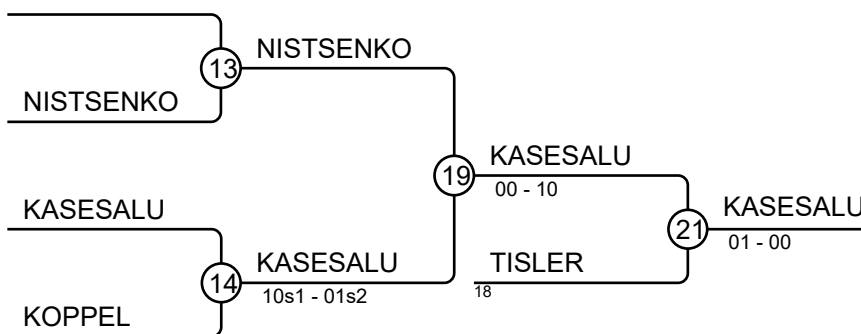 13
NISTSENKO
NISTSENKO
19
KASESALU
00 - 10
KASESALU
21
KASESALU
01 - 00
14
KASESALU
10s1 - 01s2
TISLER
18
KOPPEL